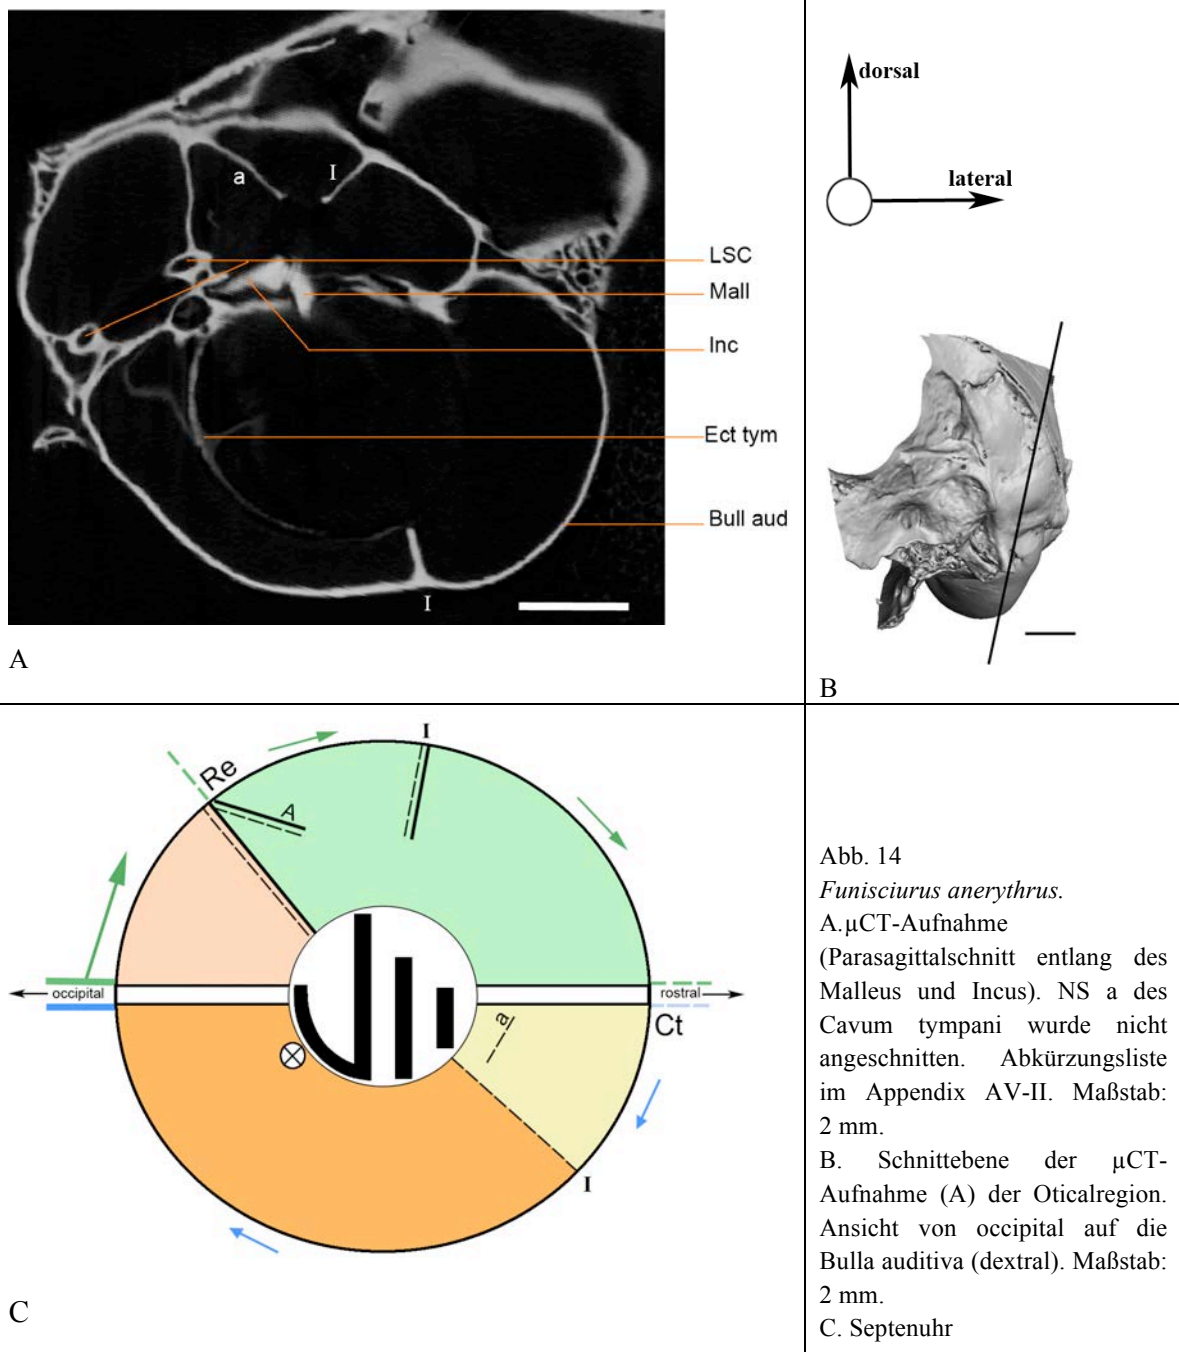 a
I
LSC
Mall
Inc
Ect tym
Bull aud
I
A
dorsal
lateral
B
Re
I
A
occipital
rostral
Ct
a
I
C
Abb. 14
Funisciurus anerythrus.
A.µCT-Aufnahme
(Parasagittalschnitt entlang des
Malleus und Incus). NS a des
Cavum tympani wurde nicht
angeschnitten. Abkürzungsliste
im Appendix AV-II. Maßstab:
2 mm.
B. Schnittebene der µCT-
Aufnahme (A) der Oticalregion.
Ansicht von occipital auf die
Bulla auditiva (dextral). Maßstab:
2 mm.
C. Septenuhr